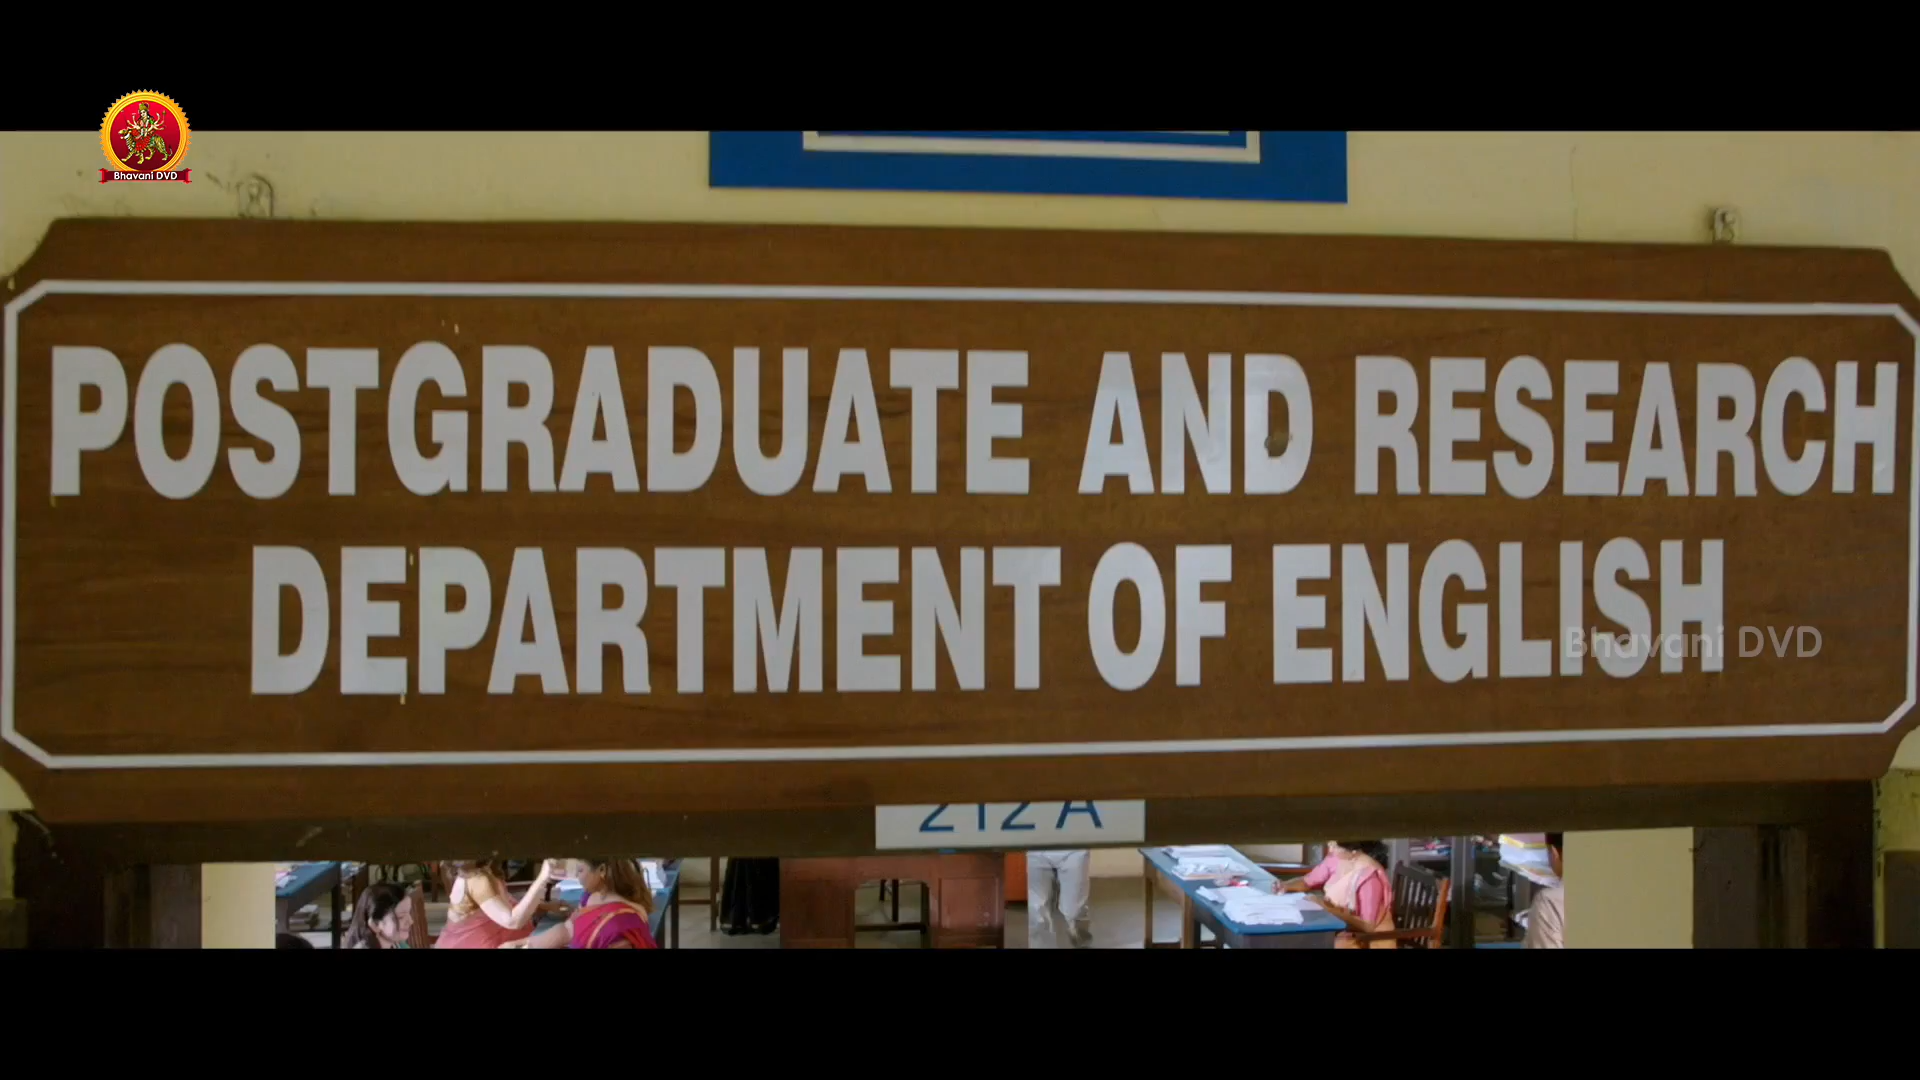 Bhavani DVD
POSTGRADUATE AND RESEARCH
DEPARTMENT OF ENGLISH
Bhavani DVD
212 A